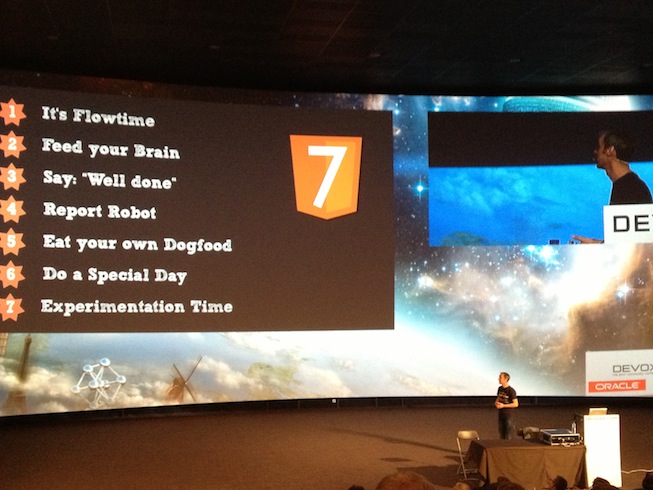 1 It's Flowtime
2 Feed your Brain
3 Say: "Well done"
4 Report Robot
5 Eat your own Dogfood
6 Do a Special Day
7 Experimentation Time
7
DE
DEVOX
ORACLE